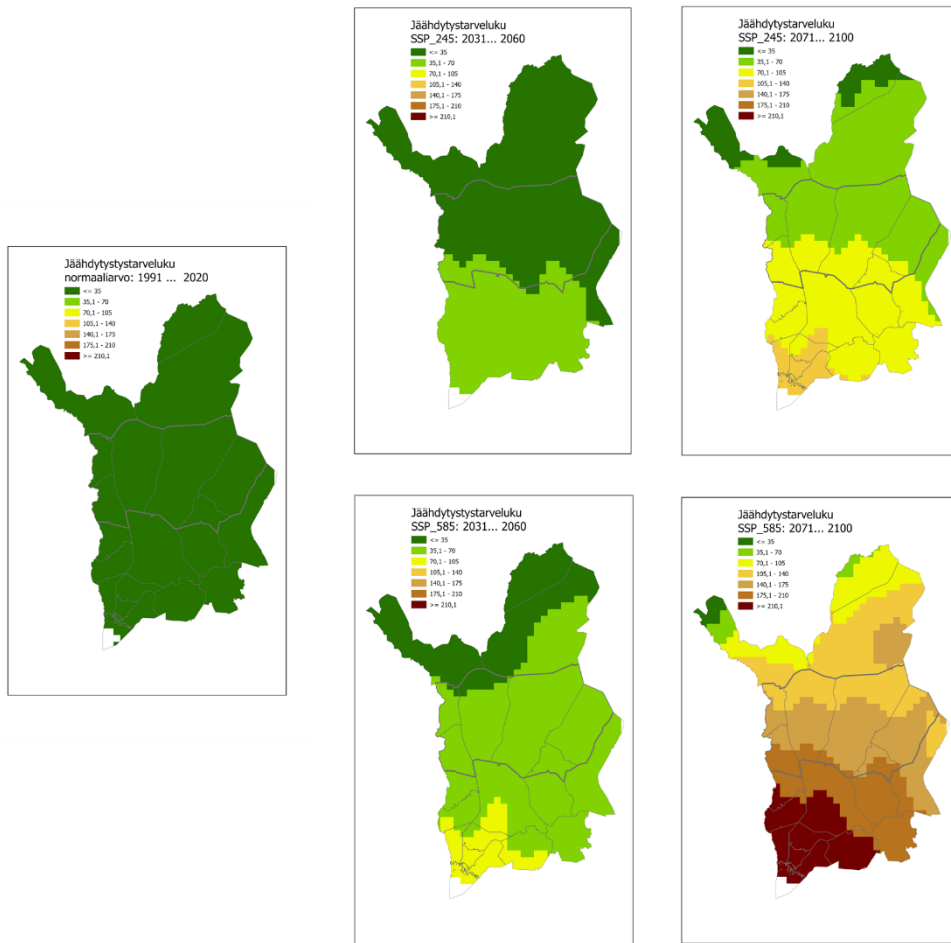 Jäähdytystystarveluku
normaaliarvo: 1991 ... 2020
<= 35
35,1 - 70
70,1 - 105
105,1 - 140
140,1 - 175
175,1 - 210
>= 210,1
Jäähdytystarveluku
SSP_245: 2031... 2060
<= 35
35,1 - 70
70,1 - 105
105,1 - 140
140,1 - 175
175,1 - 210
>= 210,1
Jäähdytystarveluku
SSP_245: 2071... 2100
<= 35
35,1 - 70
70,1 - 105
105,1 - 140
140,1 - 175
175,1 - 210
>= 210,1
Jäähdytystystarveluku
SSP_585: 2031... 2060
<= 35
35,1 - 70
70,1 - 105
105,1 - 140
140,1 - 175
175,1 - 210
>= 210,1
Jäähdytystystarveluku
SSP_585: 2071... 2100
<= 35
35,1 - 70
70,1 - 105
105,1 - 140
140,1 - 175
175,1 - 210
>= 210,1